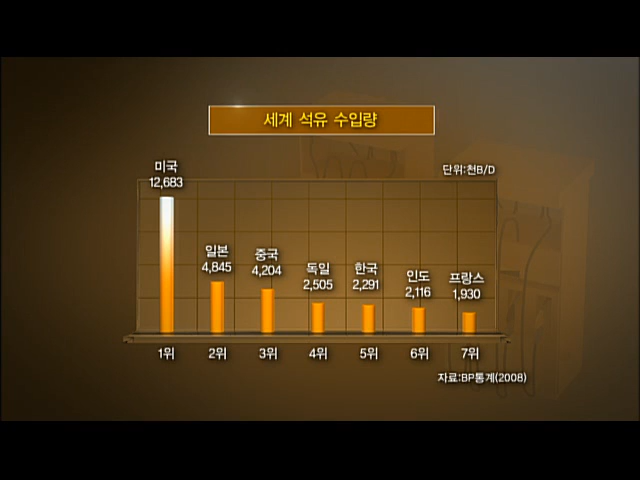 세계 석유 수입량
단위:천B/D
미국
12,683
일본
4,845
중국
4,204
독일
2,505
한국
2,291
인도
2,116
프랑스
1,930
1위 2위 3위 4위 5위 6위 7위
자료:BP통계(2008)